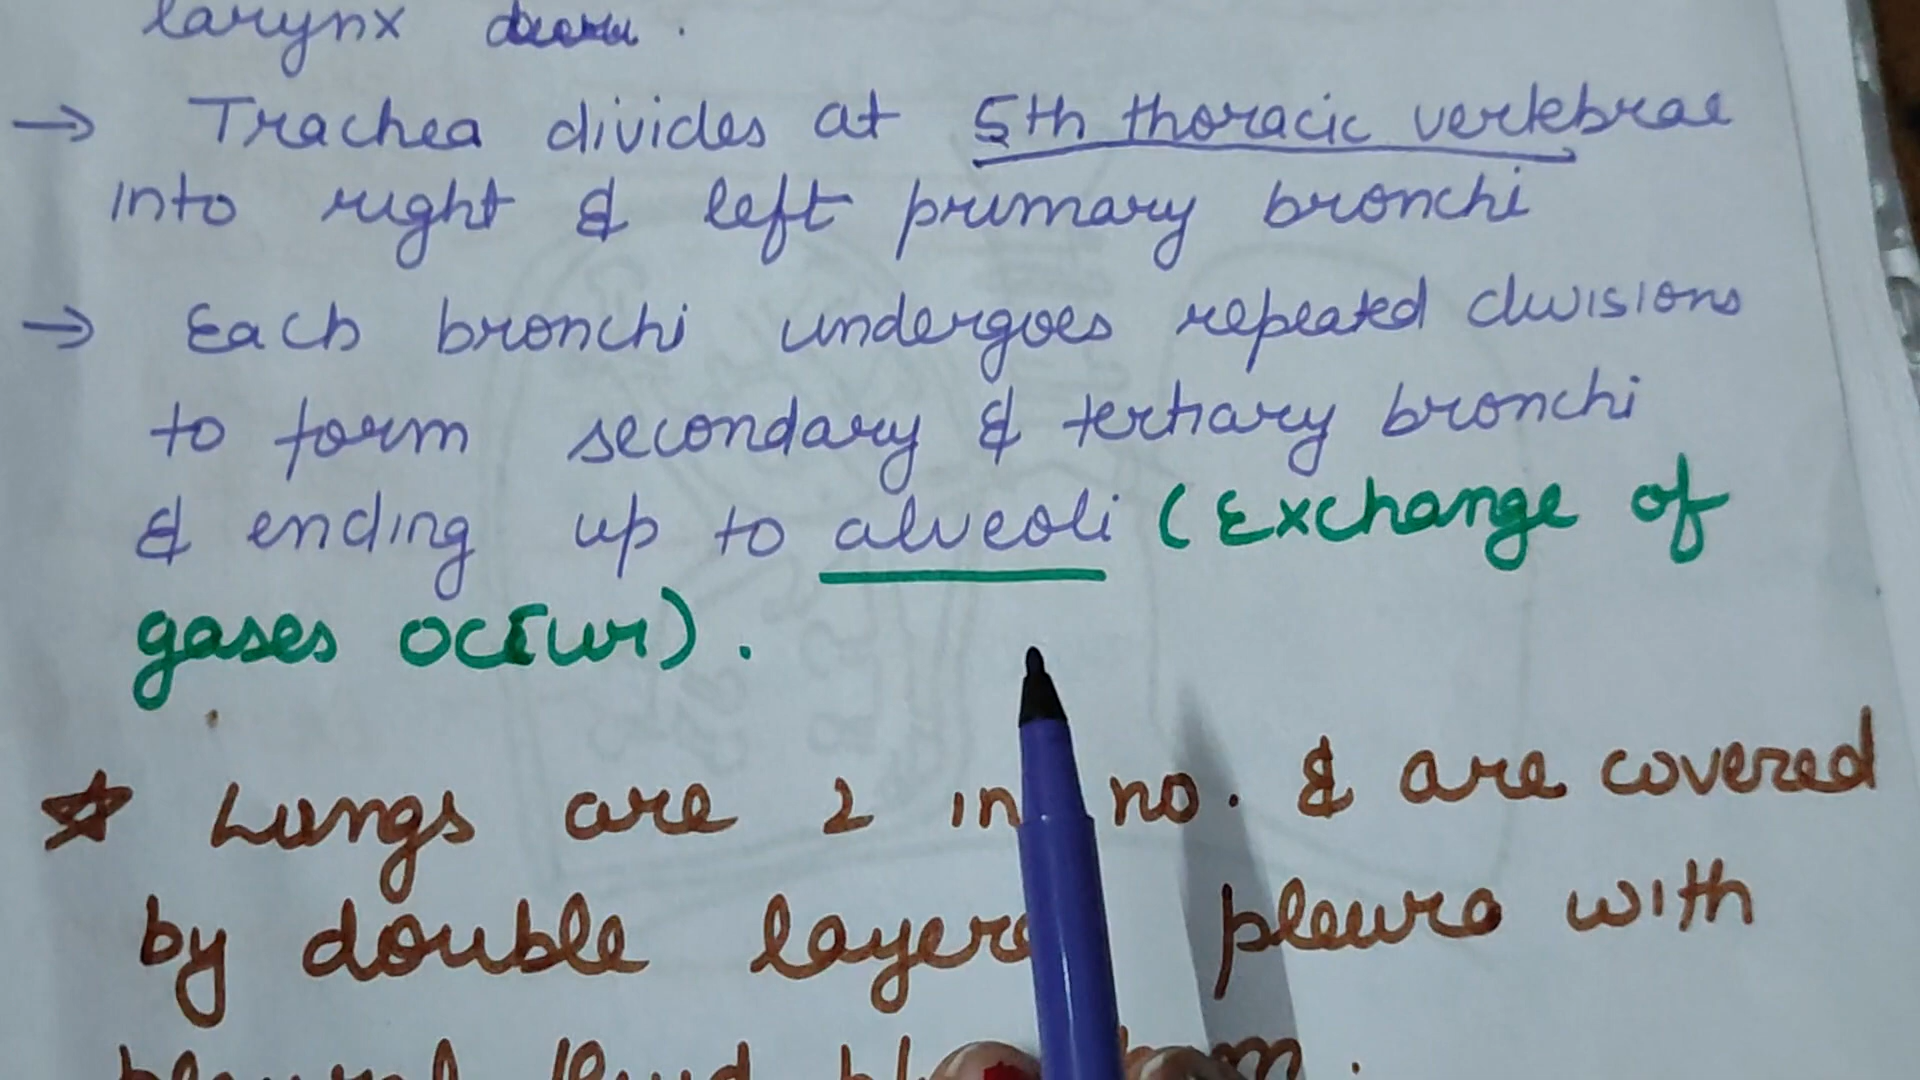 larynx
→ Trachea divides at 5th thoracic vertebrae
into right & left primary bronchi
→ Each bronchi undergoes repeated divisions
to form secondary & tertiary bronchi
& ending up to alveoli (Exchange of
gases occur).
☆ Lungs are 2 in no. & are covered
by double layered pleura with